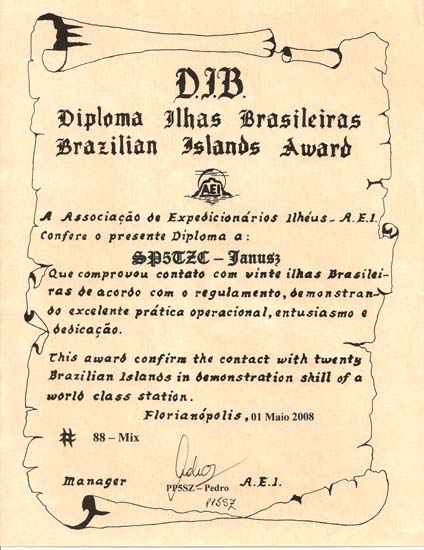 D.I.B.
Diploma Ilhas Brasileiras
Brazilian Islands Award
AEI
A Associação de Expedicionários Ilhéus - A.E.I.
Confere o presente Diploma a:
SP5TZC - Janusz
Que comprovou contato com vinte ilhas Brasilei-
ras de acordo com o regulamento, demonstran-
do excelente prática operacional, entusiasmo e
dedicação.
This award confirm the contact with twenty
Brazilian Islands in demonstration skill of a
world class station.
Florianópolis, 01 Maio 2008
# 88 – Mix
Manager PP5SZ – Pedro A.E.I.
PP5SZ